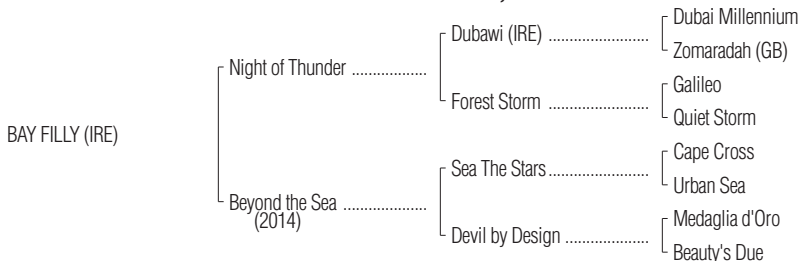 Dubai Millennium
Dubawi (IRE) ........................
Zomaradah (GB)
Night of Thunder ..................
Galileo
Forest Storm ........................
Quiet Storm
BAY FILLY (IRE)
Cape Cross
Sea The Stars........................
Urban Sea
Beyond the Sea ....................
(2014)
Medaglia d'Oro
Devil by Design ....................
Beauty's Due